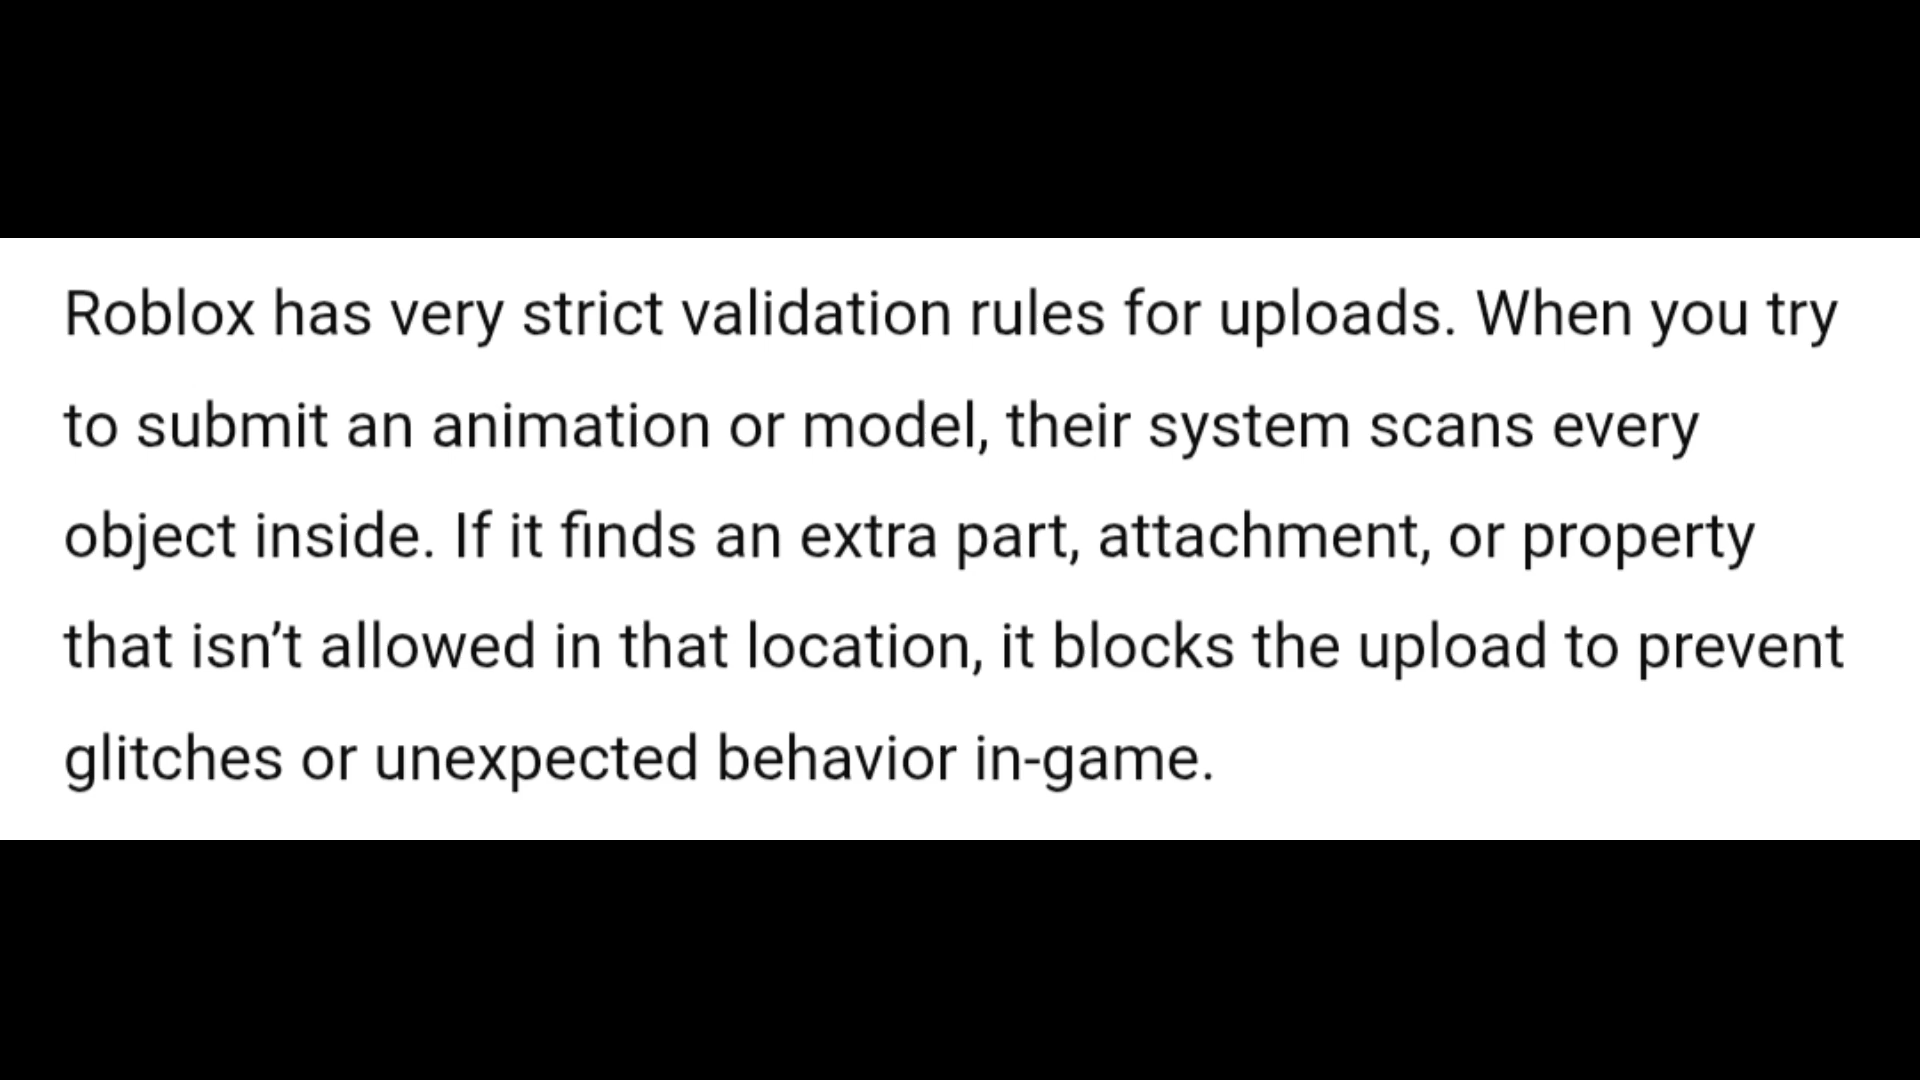 Roblox has very strict validation rules for uploads. When you try
to submit an animation or model, their system scans every
object inside. If it finds an extra part, attachment, or property
that isn’t allowed in that location, it blocks the upload to prevent
glitches or unexpected behavior in-game.